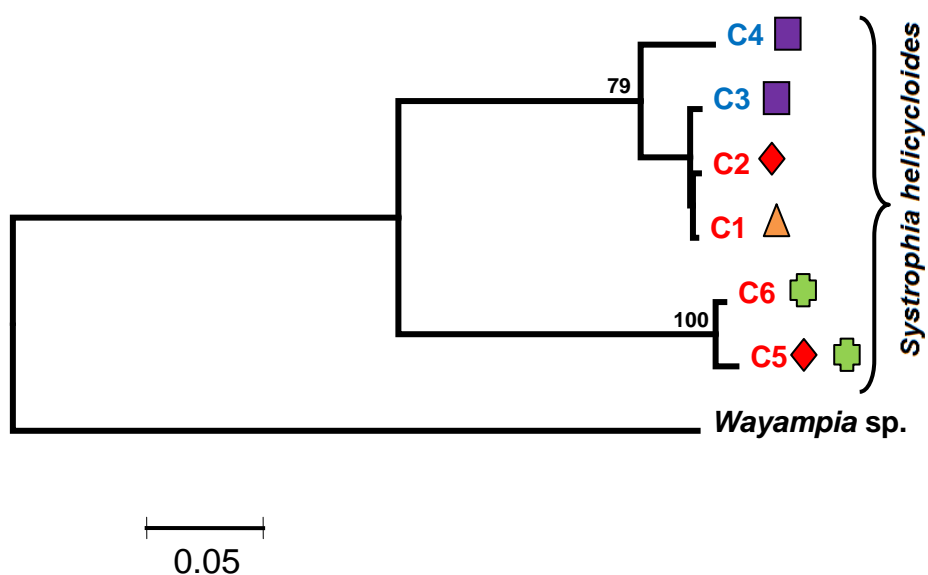 C4
79
C3
C2
C1
C6
100
C5
Systrophia helicycloides
Wayampia sp.
0.05